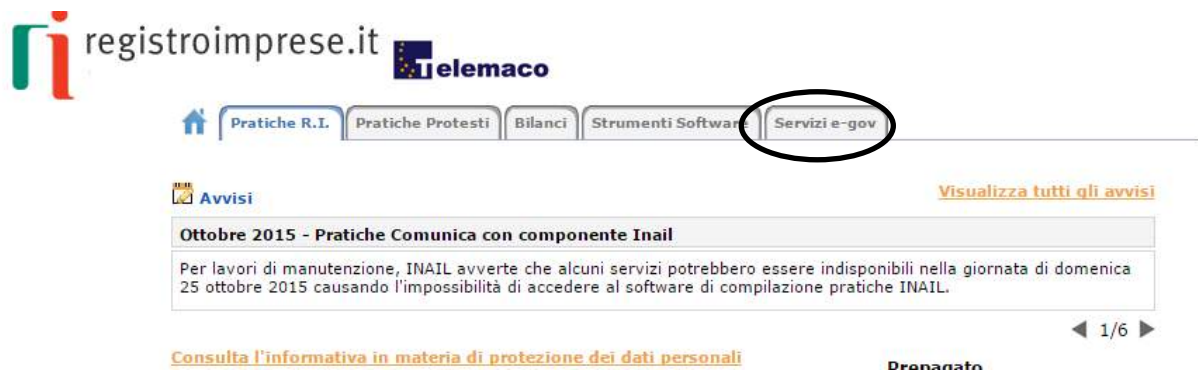 registroimprese.it
Telemaco
Pratiche R.I. Pratiche Protesti Bilanci Strumenti Software Servizi e-gov
Avvisi Visualizza tutti gli avvisi
Ottobre 2015 - Pratiche Comunica con componente Inail
Per lavori di manutenzione, INAIL avverte che alcuni servizi potrebbero essere indisponibili nella giornata di domenica
25 ottobre 2015 causando l'impossibilità di accedere al software di compilazione pratiche INAIL.
1/6
Consulta l'informativa in materia di protezione dei dati personali
Prepagato